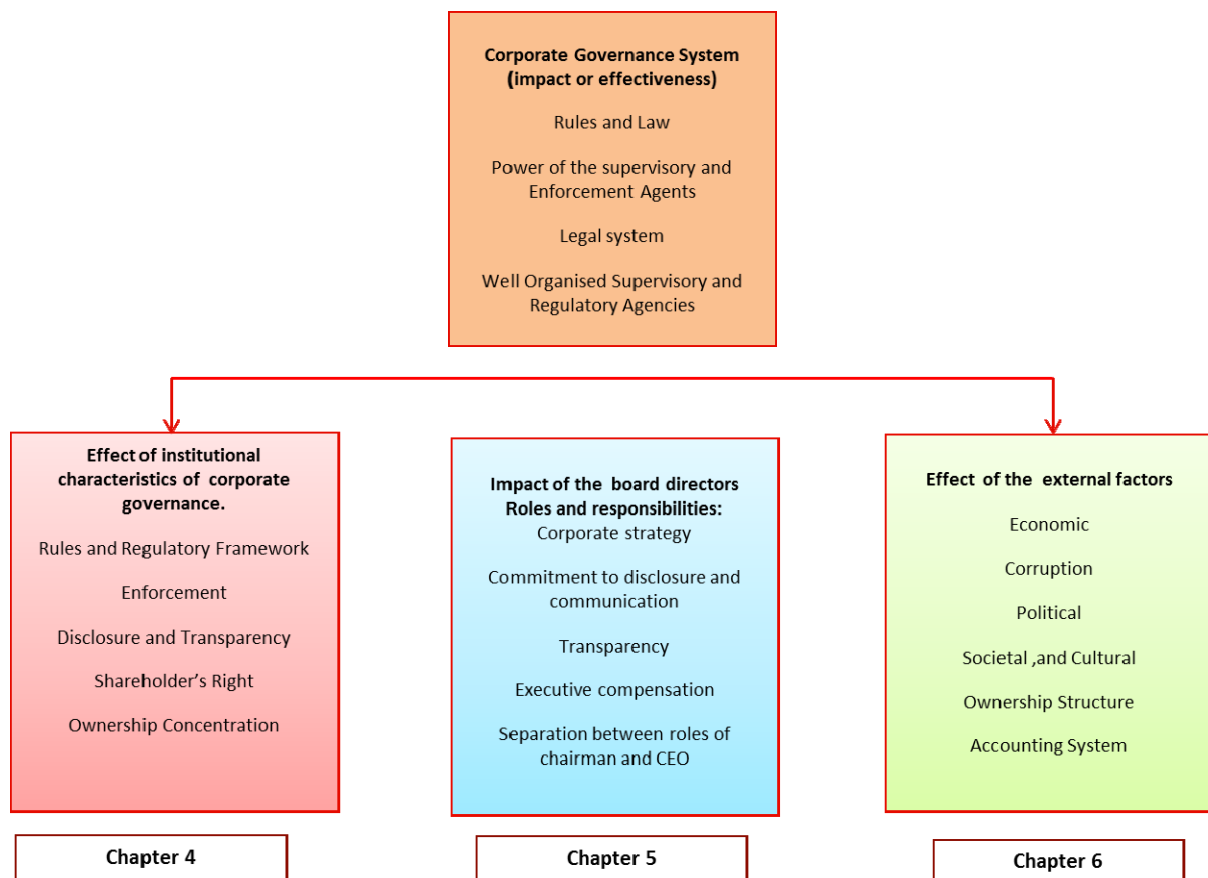 Corporate Governance System
(impact or effectiveness)
Rules and Law
Power of the supervisory and
Enforcement Agents
Legal system
Well Organised Supervisory and
Regulatory Agencies
Effect of institutional
characteristics of corporate
governance.
Rules and Regulatory Framework
Enforcement
Disclosure and Transparency
Shareholder’s Right
Ownership Concentration
Chapter 4
Impact of the board directors
Roles and responsibilities:
Corporate strategy
Commitment to disclosure and
communication
Transparency
Executive compensation
Separation between roles of
chairman and CEO
Chapter 5
Effect of the external factors
Economic
Corruption
Political
Societal ,and Cultural
Ownership Structure
Accounting System
Chapter 6